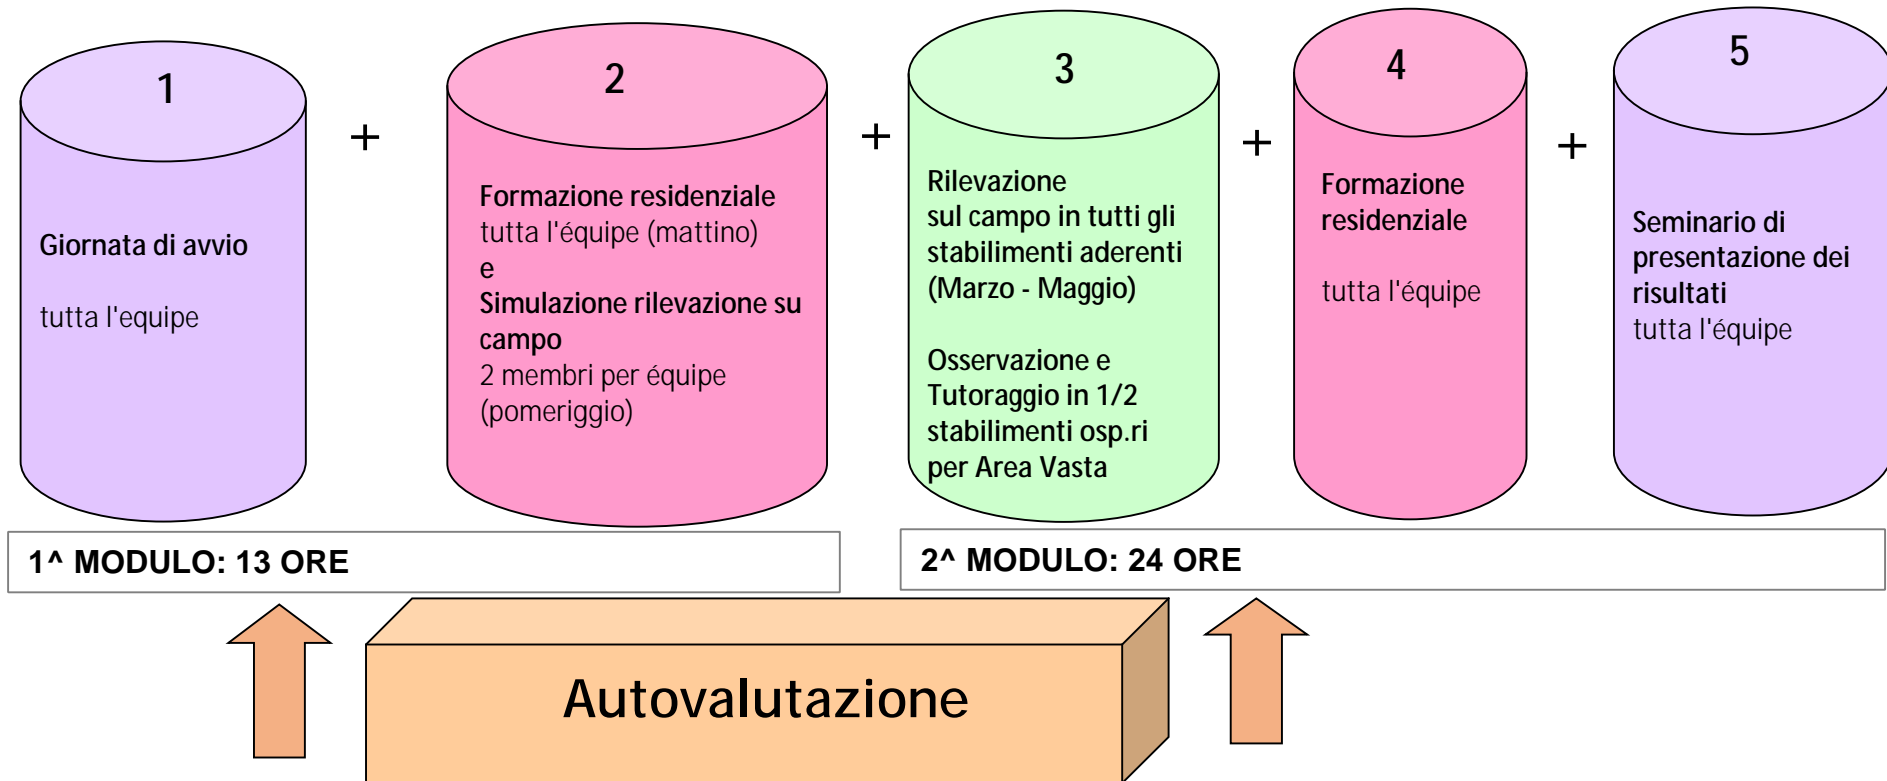 1
Giornata di avvio
tutta l'equipe
+
2
Formazione residenziale
tutta l'équipe (mattino)
e
Simulazione rilevazione su
campo
2 membri per équipe
(pomeriggio)
+
3
Rilevazione
sul campo in tutti gli
stabilimenti aderenti
(Marzo - Maggio)
Osservazione e
Tutoraggio in 1/2
stabilimenti osp.ri
per Area Vasta
+
4
Formazione
residenziale
tutta l'équipe
+
5
Seminario di
presentazione dei
risultati
tutta l'équipe
1^ MODULO: 13 ORE
2^ MODULO: 24 ORE
Autovalutazione